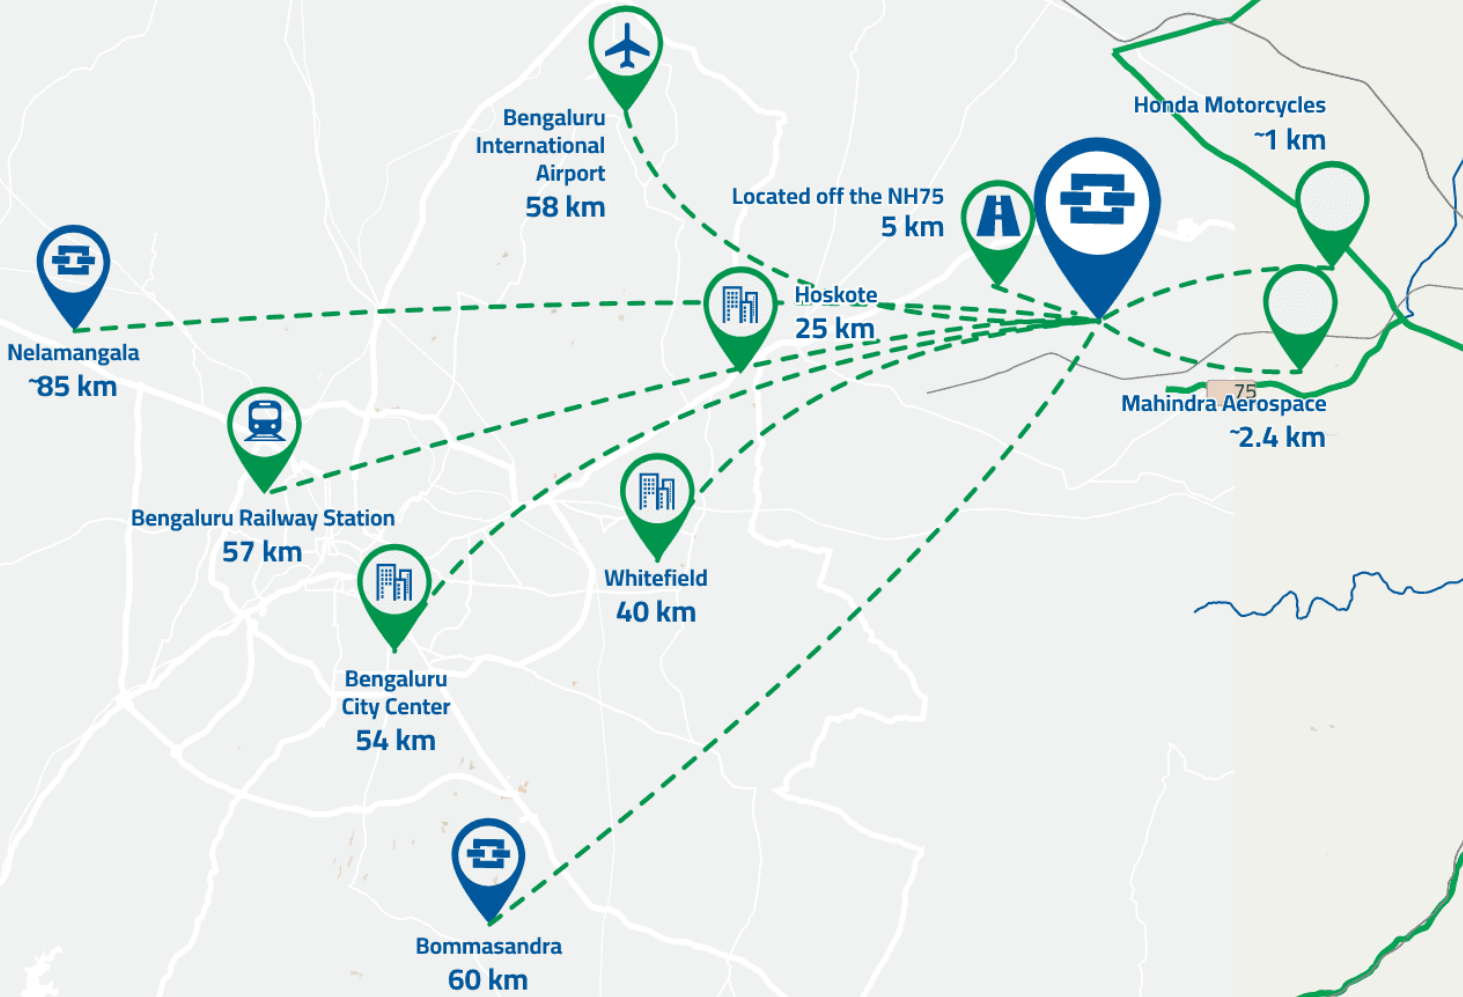 Bengaluru
International
Airport
58 km
Honda Motorcycles
~1 km
Located off the NH75
5 km
Hoskote
25 km
Nelamangala
~85 km
75
Mahindra Aerospace
~2.4 km
Bengaluru Railway Station
57 km
Whitefield
40 km
Bengaluru
City Center
54 km
Bommasandra
60 km